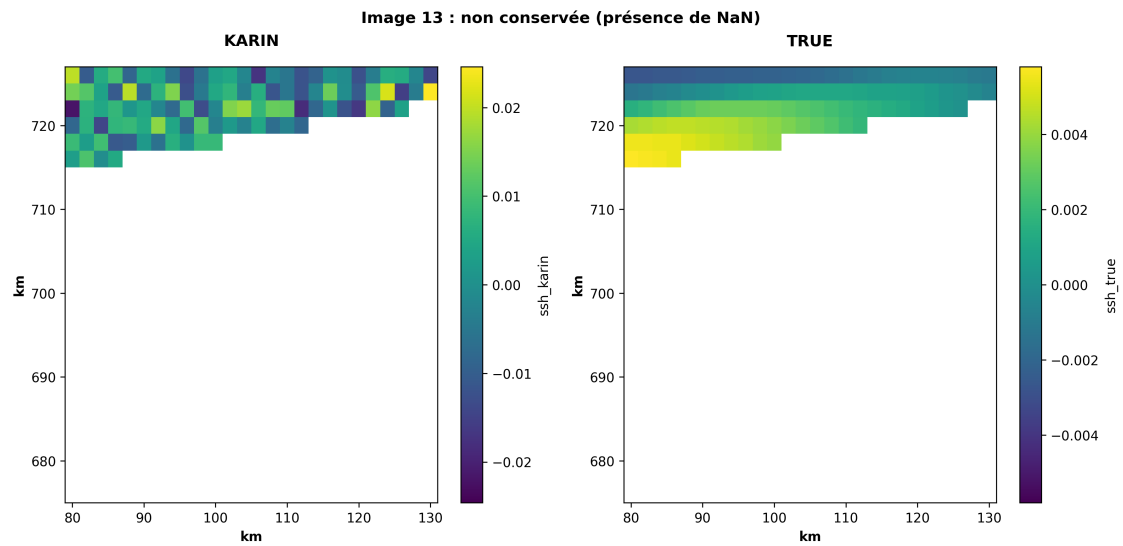 Image 13 : non conservée (présence de NaN)
KARIN
TRUE
720
710
700
690
680
80 90 100 110 120 130
km
km
0.02
0.01
0.00
−0.01
−0.02
ssh_karin
720
710
700
690
680
80 90 100 110 120 130
km
km
0.004
0.002
0.000
−0.002
−0.004
ssh_true